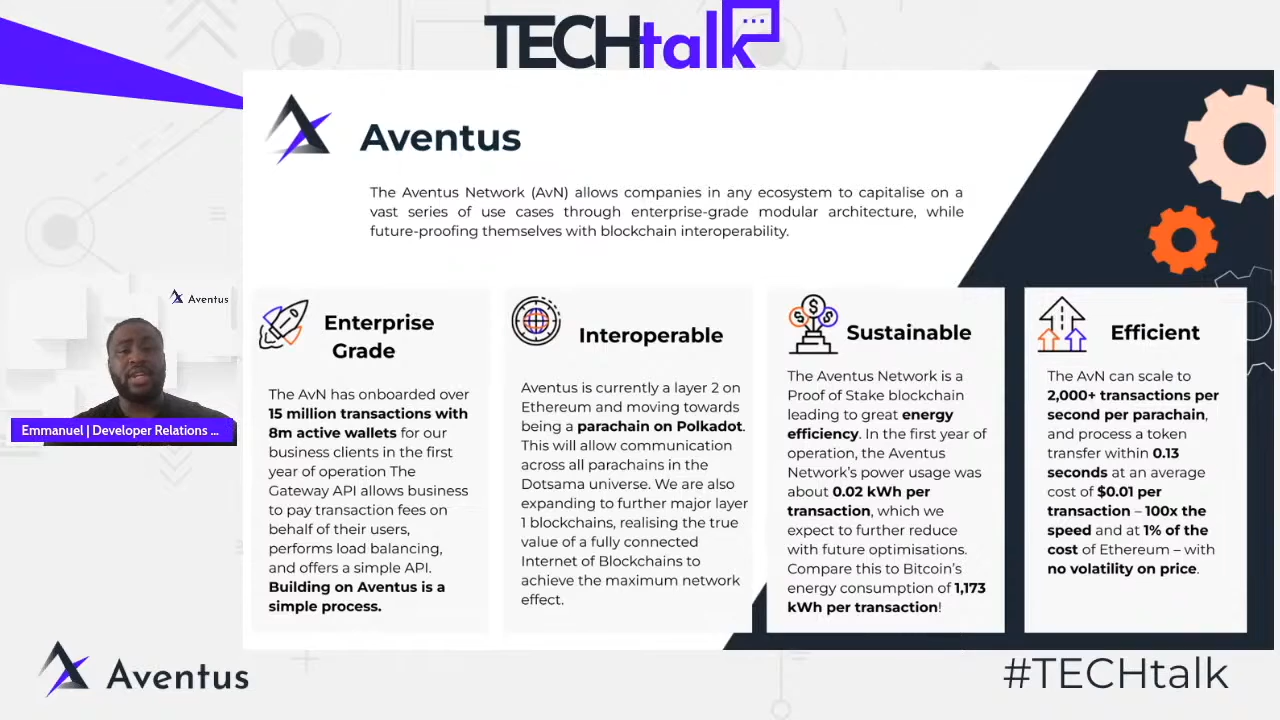 TECHtalk
Aventus
The Aventus Network (AvN) allows companies in any ecosystem to capitalise on a
vast series of use cases through enterprise-grade modular architecture, while
future-proofing themselves with blockchain interoperability.
Enterprise
Grade
The AvN has onboarded over
15 million transactions with
8m active wallets for our
business clients in the first
year of operation The
Gateway API allows business
to pay transaction fees on
behalf of their users,
performs load balancing,
and offers a simple API.
Building on Aventus is a
simple process.
Interoperable
Aventus is currently a layer 2 on
Ethereum and moving towards
being a parachain on Polkadot.
This will allow communication
across all parachains in the
Dotsama universe. We are also
expanding to further major layer
1 blockchains, realising the true
value of a fully connected
Internet of Blockchains to
achieve the maximum network
effect.
Sustainable
The Aventus Network is a
Proof of Stake blockchain
leading to great energy
efficiency. In the first year of
operation, the Aventus
Network's power usage was
about 0.02 kWh per
transaction, which we
expect to further reduce
with future optimisations.
Compare this to Bitcoin's
energy consumption of 1,173
kWh per transaction!
Efficient
The AvN can scale to
2,000+ transactions per
second per parachain,
and process a token
transfer within 0.13
seconds at an average
cost of $0.01 per
transaction – 100x the
speed and at 1% of the
cost of Ethereum – with
no volatility on price.
Aventus
Emmanuel | Developer Relations ...
Aventus
#TECHtalk